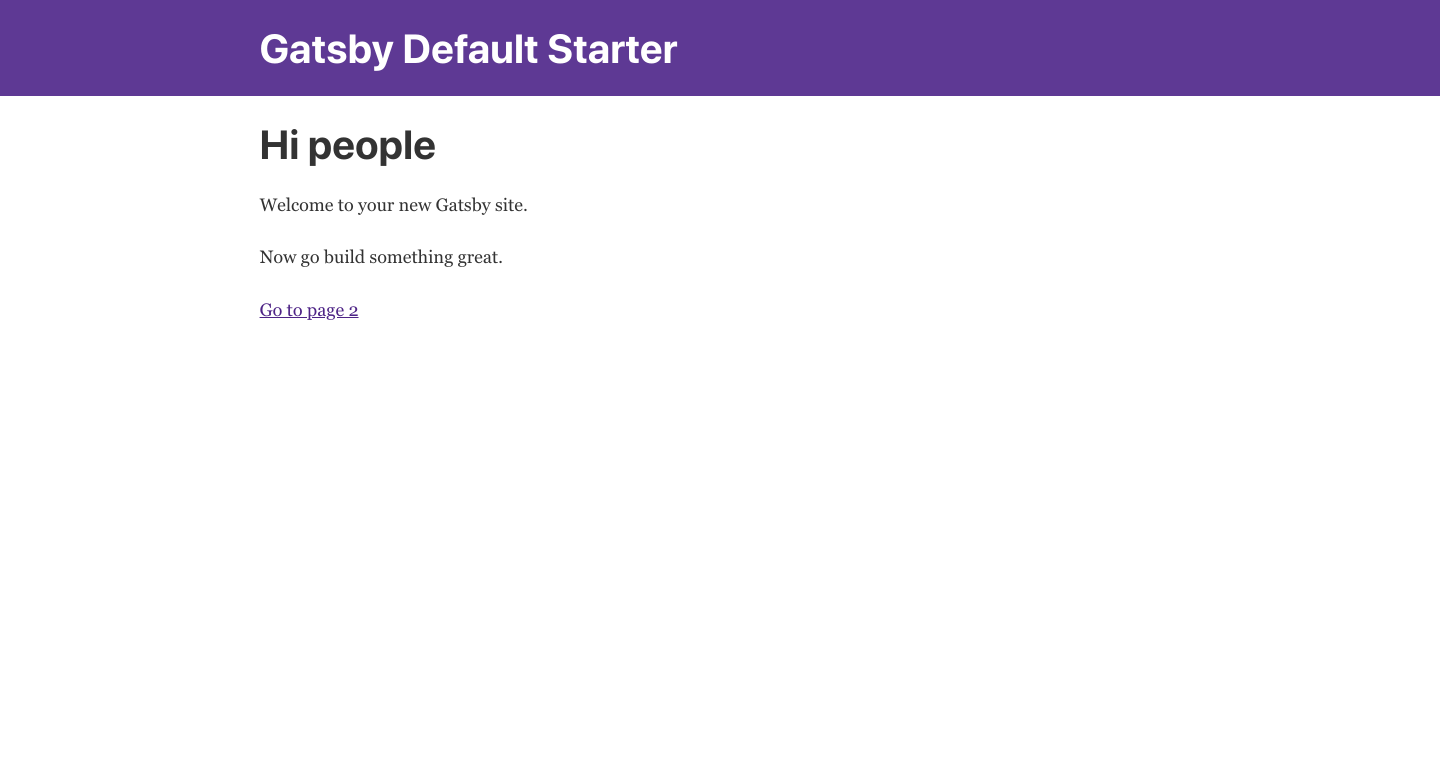 Gatsby Default Starter
Hi people
Welcome to your new Gatsby site.
Now go build something great.
Go to page 2